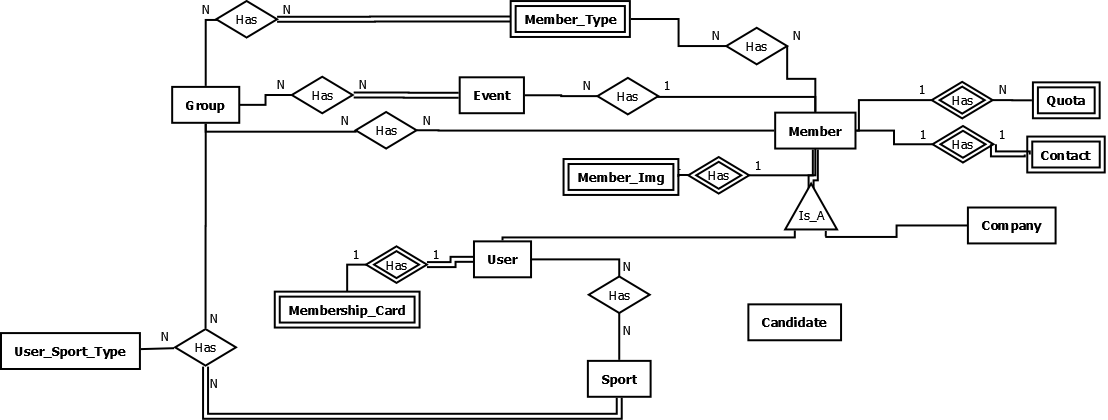 N Has N Member_Type N Has N
Group N Has N Event N Has 1
1 Has N Quota
N Has N Member
1 Has 1 Contact
Member_Img 1 Has 1
Is_A
Company
User
1 Has 1
N
Has
Membership_Card
Candidate
N
N
N
User_Sport_Type Has
N
Sport